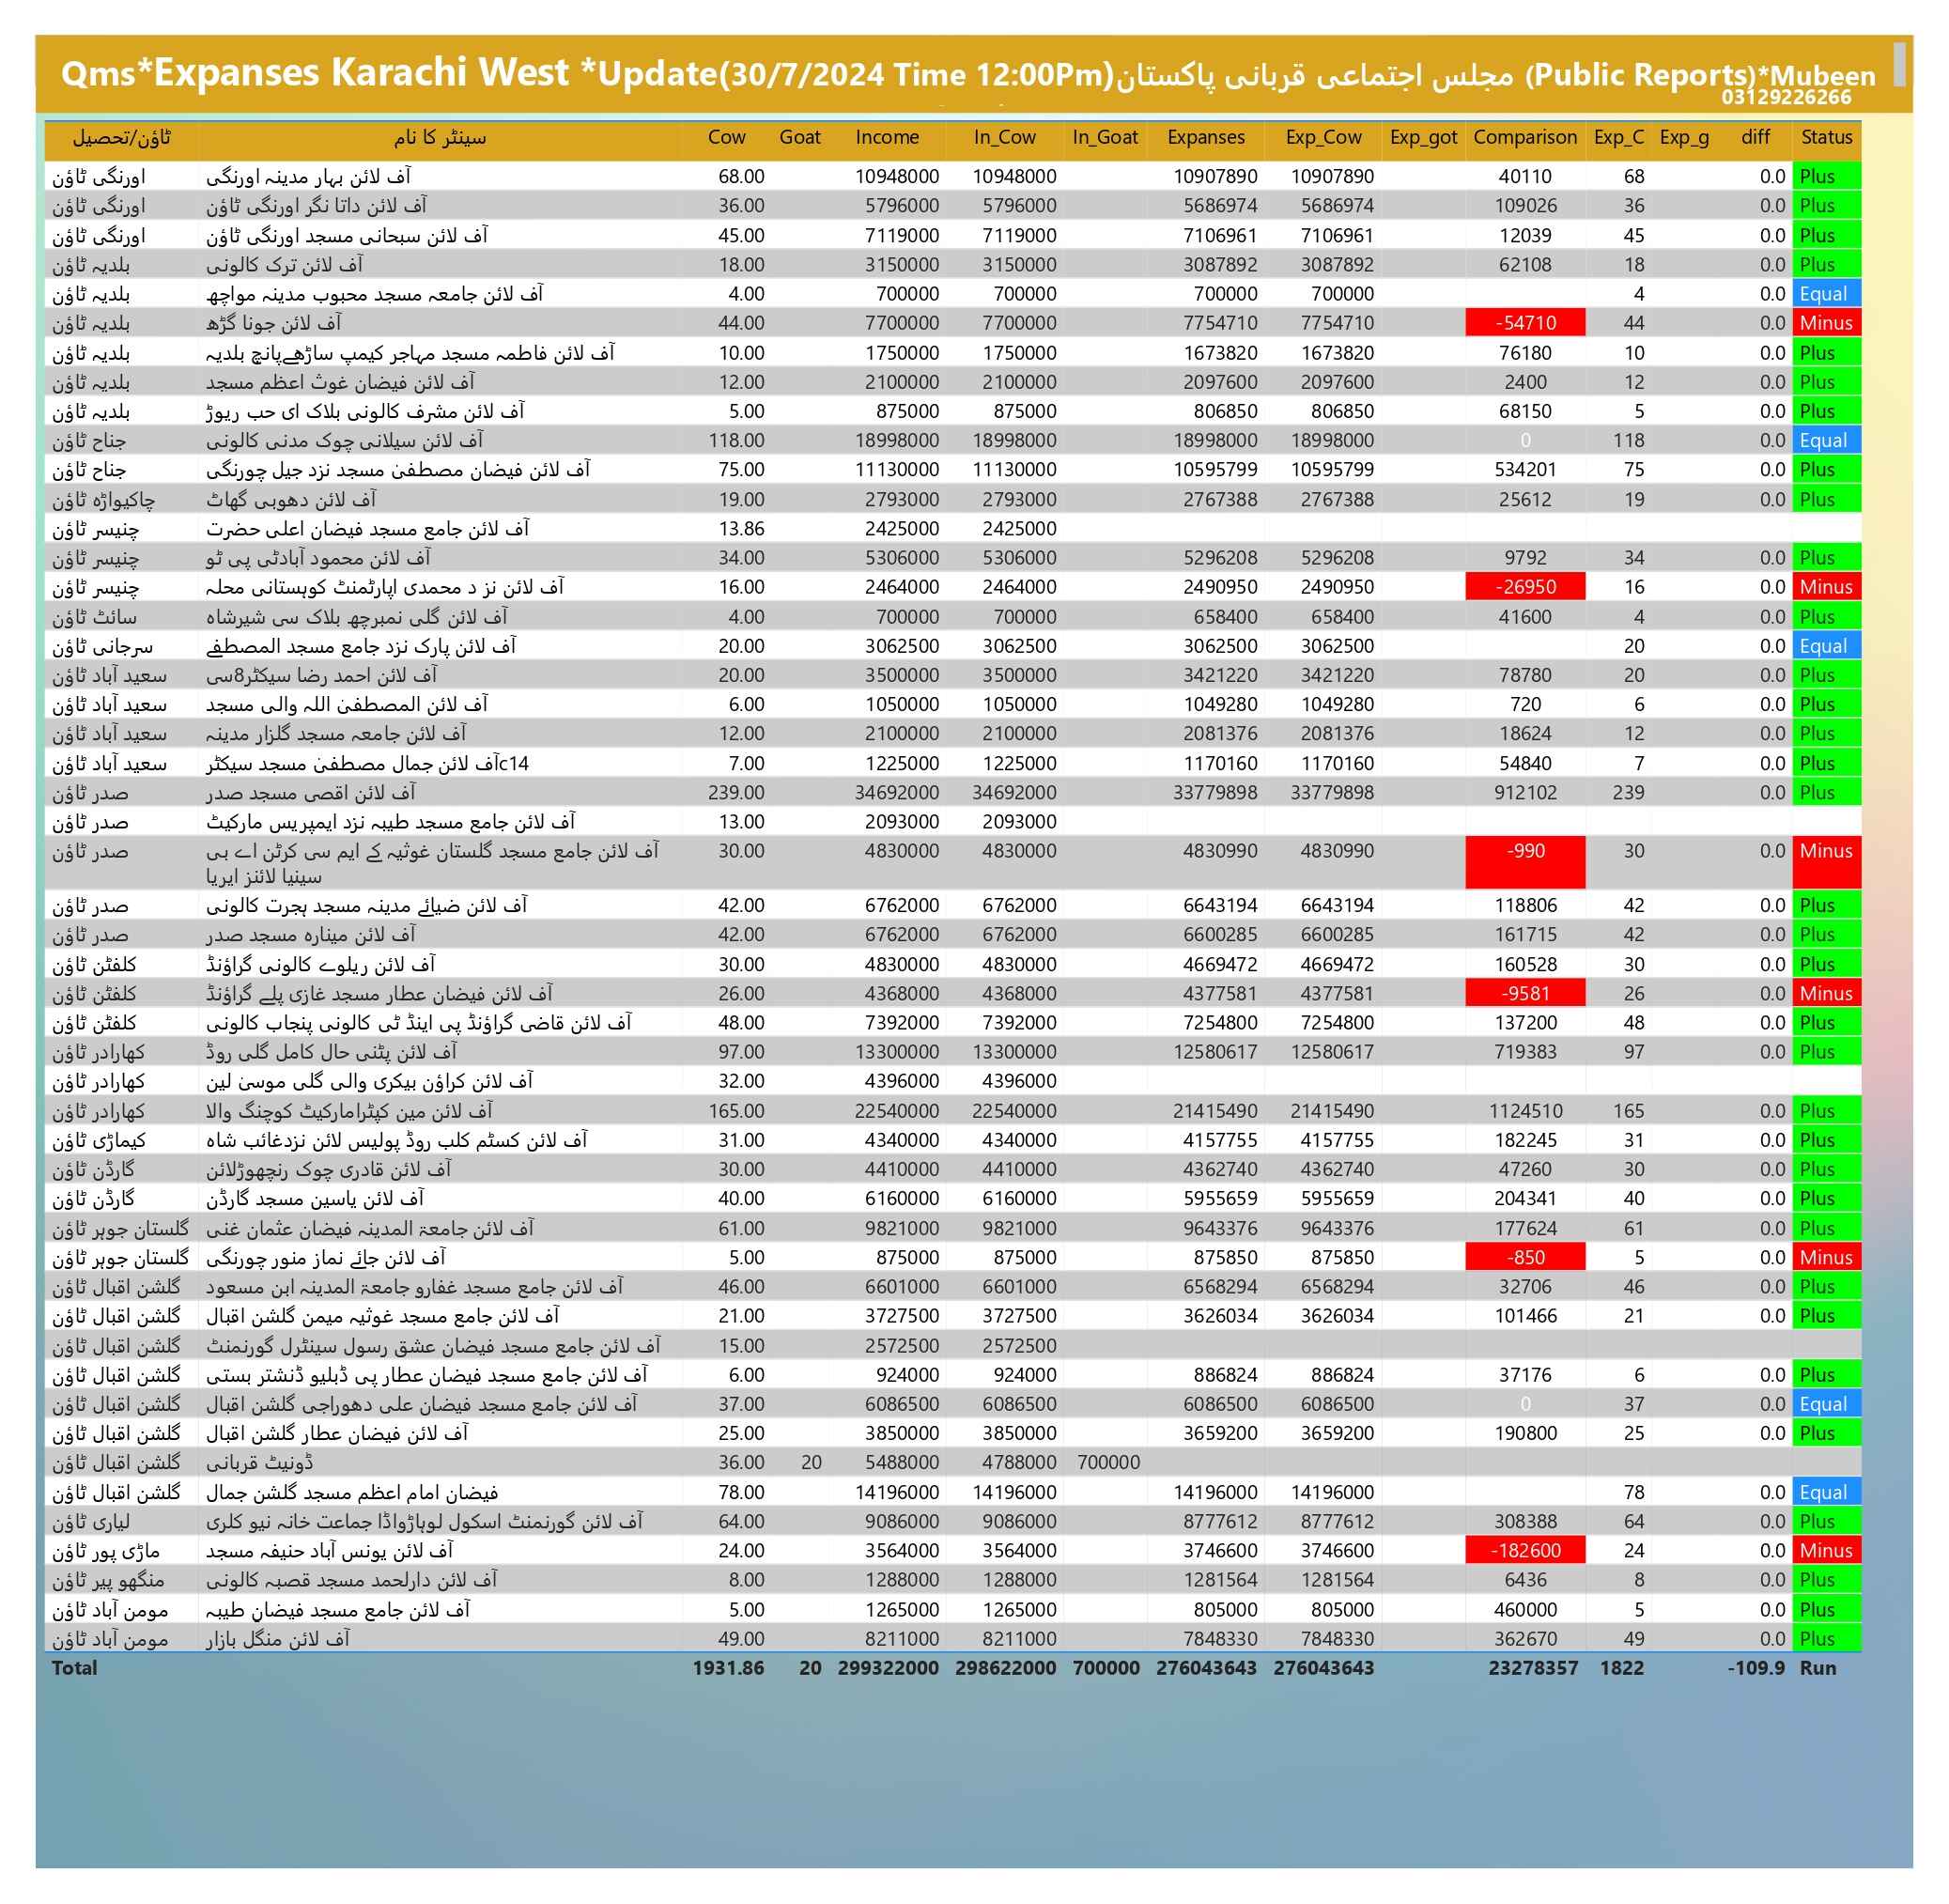 Qms*Expanses Karachi West *Update(30/7/2024 Time 12:00Pm)مجلس اجتماعی قربانی پاکستان (Public Reports)*Mubeen
03129226266
ٹاؤن/تحصیل سینٹر کا نام Cow Goat Income In_Cow In_Goat Expanses Exp_Cow Exp_got Comparison Exp_C Exp_g diff Status
اورنگی ٹاؤن آف لائن بہار مدینہ اورنگی 68.00 10948000 10948000 10907890 10907890 40110 68 0.0 Plus
اورنگی ٹاؤن آف لائن داتا نگر اورنگی ٹاؤن 36.00 5796000 5796000 5686974 5686974 109026 36 0.0 Plus
اورنگی ٹاؤن آف لائن سبحانی مسجد اورنگی ٹاؤن 45.00 7119000 7119000 7106961 7106961 12039 45 0.0 Plus
بلدیہ ٹاؤن آف لائن ترک کالونی 18.00 3150000 3150000 3087892 3087892 62108 18 0.0 Plus
بلدیہ ٹاؤن آف لائن جامعہ مسجد محبوب مدینہ مواچھ 4.00 700000 700000 700000 700000 4 0.0 Equal
بلدیہ ٹاؤن آف لائن جونا گڑھ 44.00 7700000 7700000 7754710 7754710 -54710 44 0.0 Minus
بلدیہ ٹاؤن آف لائن فاطمہ مسجد مہاجر کیمپ ساڑھےپانچ بلدیہ 10.00 1750000 1750000 1673820 1673820 76180 10 0.0 Plus
بلدیہ ٹاؤن آف لائن فیضان غوث اعظم مسجد 12.00 2100000 2100000 2097600 2097600 2400 12 0.0 Plus
بلدیہ ٹاؤن آف لائن مشرف کالونی بلاک ای حب ریوڑ 5.00 875000 875000 806850 806850 68150 5 0.0 Plus
جناح ٹاؤن آف لائن سیلانی چوک مدنی کالونی 118.00 18998000 18998000 18998000 18998000 0 118 0.0 Equal
جناح ٹاؤن آف لائن فیضان مصطفیٰ مسجد نزد جیل چورنگی 75.00 11130000 11130000 10595799 10595799 534201 75 0.0 Plus
چاکیواڑہ ٹاؤن آف لائن دھوبی گھاٹ 19.00 2793000 2793000 2767388 2767388 25612 19 0.0 Plus
چنیسر ٹاؤن آف لائن جامع مسجد فیضان اعلی حضرت 13.86 2425000 2425000
چنیسر ٹاؤن آف لائن محمود آبادٹی پی ٹو 34.00 5306000 5306000 5296208 5296208 9792 34 0.0 Plus
چنیسر ٹاؤن آف لائن نز د محمدی اپارٹمنٹ کوہستانی محلہ 16.00 2464000 2464000 2490950 2490950 -26950 16 0.0 Minus
سائٹ ٹاؤن آف لائن گلی نمبرچھ بلاک سی شیرشاہ 4.00 700000 700000 658400 658400 41600 4 0.0 Plus
سرجانی ٹاؤن آف لائن پارک نزد جامع مسجد المصطفے 20.00 3062500 3062500 3062500 3062500 20 0.0 Equal
سعید آباد ٹاؤن آف لائن احمد رضا سیکٹر8سی 20.00 3500000 3500000 3421220 3421220 78780 20 0.0 Plus
سعید آباد ٹاؤن آف لائن المصطفیٰ اللہ والی مسجد 6.00 1050000 1050000 1049280 1049280 720 6 0.0 Plus
سعید آباد ٹاؤن آف لائن جامعہ مسجد گلزار مدینہ 12.00 2100000 2100000 2081376 2081376 18624 12 0.0 Plus
سعید آباد ٹاؤن آف لائن جمال مصطفیٰ مسجد سیکٹرc14 7.00 1225000 1225000 1170160 1170160 54840 7 0.0 Plus
صدر ٹاؤن آف لائن اقصی مسجد صدر 239.00 34692000 34692000 33779898 33779898 912102 239 0.0 Plus
صدر ٹاؤن آف لائن جامع مسجد طیبہ نزد ایمپریس مارکیٹ 13.00 2093000 2093000
صدر ٹاؤن آف لائن جامع مسجد گلستان غوثیہ کے ایم سی کرٹن اے بی 30.00 4830000 4830000 4830990 4830990 -990 30 0.0 Minus
سینیا لائنز ایریا
صدر ٹاؤن آف لائن ضیائے مدینہ مسجد ہجرت کالونی 42.00 6762000 6762000 6643194 6643194 118806 42 0.0 Plus
صدر ٹاؤن آف لائن مینارہ مسجد صدر 42.00 6762000 6762000 6600285 6600285 161715 42 0.0 Plus
کلفٹن ٹاؤن آف لائن ریلوے کالونی گراؤنڈ 30.00 4830000 4830000 4669472 4669472 160528 30 0.0 Plus
کلفٹن ٹاؤن آف لائن فیضان عطار مسجد غازی پلے گراؤنڈ 26.00 4368000 4368000 4377581 4377581 -9581 26 0.0 Minus
کلفٹن ٹاؤن آف لائن قاضی گراؤنڈ پی اینڈ ٹی کالونی پنجاب کالونی 48.00 7392000 7392000 7254800 7254800 137200 48 0.0 Plus
کھارادر ٹاؤن آف لائن پٹنی حال کامل گلی روڈ 97.00 13300000 13300000 12580617 12580617 719383 97 0.0 Plus
کھارادر ٹاؤن آف لائن کراؤن بیکری والی گلی موسیٰ لین 32.00 4396000 4396000
کھارادر ٹاؤن آف لائن مین کپٹرامارکیٹ کوچنگ والا 165.00 22540000 22540000 21415490 21415490 1124510 165 0.0 Plus
کیماڑی ٹاؤن آف لائن کسٹم کلب روڈ پولیس لائن نزدغائب شاہ 31.00 4340000 4340000 4157755 4157755 182245 31 0.0 Plus
گارڈن ٹاؤن آف لائن قادری چوک رنچھوڑلائن 30.00 4410000 4410000 4362740 4362740 47260 30 0.0 Plus
گارڈن ٹاؤن آف لائن یاسین مسجد گارڈن 40.00 6160000 6160000 5955659 5955659 204341 40 0.0 Plus
گلستان جوہر ٹاؤن آف لائن جامعۃ المدینہ فیضان عثمان غنی 61.00 9821000 9821000 9643376 9643376 177624 61 0.0 Plus
گلستان جوہر ٹاؤن آف لائن جائے نماز منور چورنگی 5.00 875000 875000 875850 875850 -850 5 0.0 Minus
گلشن اقبال ٹاؤن آف لائن جامع مسجد غفارو جامعۃ المدینہ ابن مسعود 46.00 6601000 6601000 6568294 6568294 32706 46 0.0 Plus
گلشن اقبال ٹاؤن آف لائن جامع مسجد غوثیہ میمن گلشن اقبال 21.00 3727500 3727500 3626034 3626034 101466 21 0.0 Plus
گلشن اقبال ٹاؤن آف لائن جامع مسجد فیضان عشق رسول سینٹرل گورنمنٹ 15.00 2572500 2572500
گلشن اقبال ٹاؤن آف لائن جامع مسجد فیضان عطار پی ڈبلیو ڈنشتر بستی 6.00 924000 924000 886824 886824 37176 6 0.0 Plus
گلشن اقبال ٹاؤن آف لائن جامع مسجد فیضان علی دھوراجی گلشن اقبال 37.00 6086500 6086500 6086500 6086500 0 37 0.0 Equal
گلشن اقبال ٹاؤن آف لائن فیضان عطار گلشن اقبال 25.00 3850000 3850000 3659200 3659200 190800 25 0.0 Plus
گلشن اقبال ٹاؤن ڈونیٹ قربانی 36.00 20 5488000 4788000 700000
گلشن اقبال ٹاؤن فیضان امام اعظم مسجد گلشن جمال 78.00 14196000 14196000 14196000 14196000 78 0.0 Equal
لیاری ٹاؤن آف لائن گورنمنٹ اسکول لوہاڑواڈا جماعت خانہ نیو کلری 64.00 9086000 9086000 8777612 8777612 308388 64 0.0 Plus
ماڑی پور ٹاؤن آف لائن یونس آباد حنیفہ مسجد 24.00 3564000 3564000 3746600 3746600 -182600 24 0.0 Minus
منگھو پیر ٹاؤن آف لائن دارلحمد مسجد قصبہ کالونی 8.00 1288000 1288000 1281564 1281564 6436 8 0.0 Plus
مومن آباد ٹاؤن آف لائن جامع مسجد فیضان طیبہ 5.00 1265000 1265000 805000 805000 460000 5 0.0 Plus
مومن آباد ٹاؤن آف لائن منگل بازار 49.00 8211000 8211000 7848330 7848330 362670 49 0.0 Plus
Total 1931.86 20 299322000 298622000 700000 276043643 276043643 23278357 1822 -109.9 Run